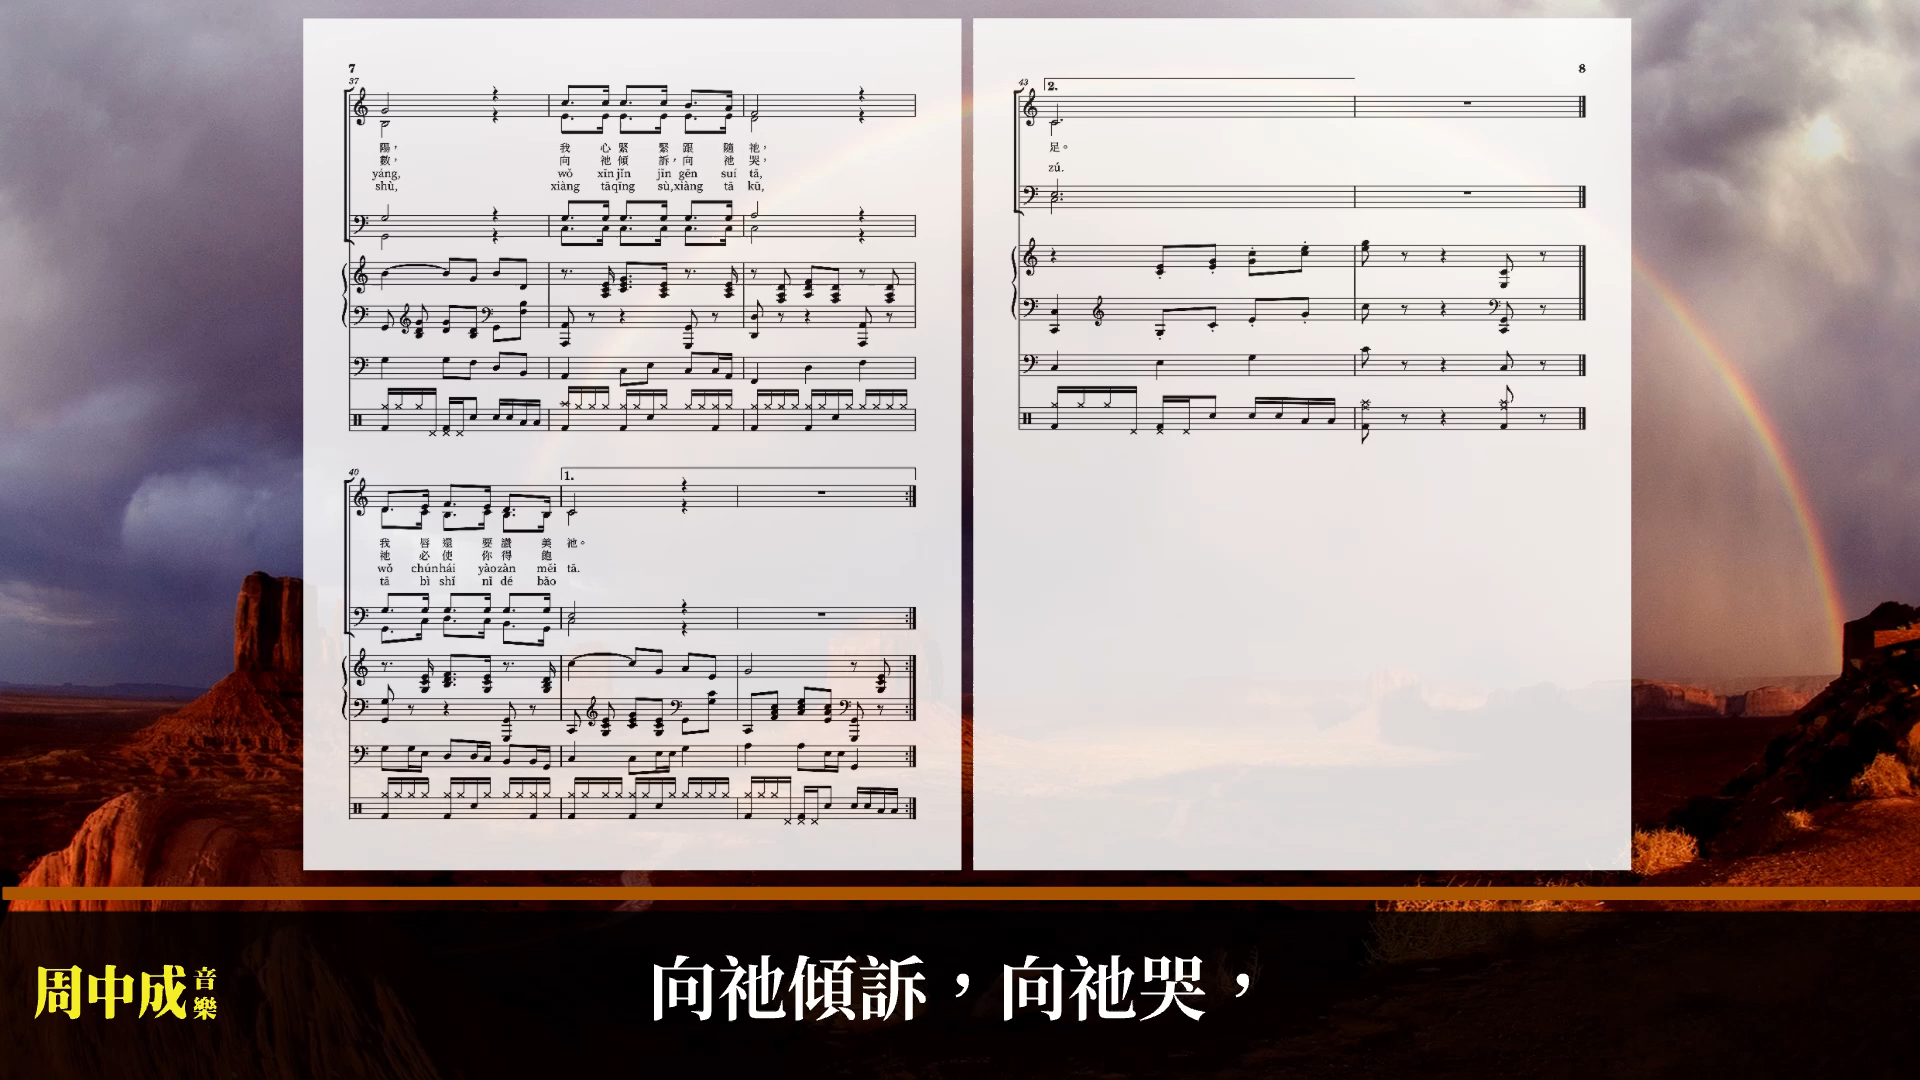 7
37
陽， 我 心 緊 緊 跟 隨 祂，
數， 向 祂 傾 訴，向 祂 哭，
yáng, wǒ xīn jǐn jǐn gēn suí tā,
shù, xiàng tā qīng sù, xiàng tā kū,
40
1.
我 唇 還 要 讚 美 祂。
祂 必 使 你 得 飽
wǒ chún hái yào zàn měi tā.
tā bì shǐ nǐ dé bǎo
8
43
2.
足。
zú.
向祂傾訴，向祂哭，
周中成音樂